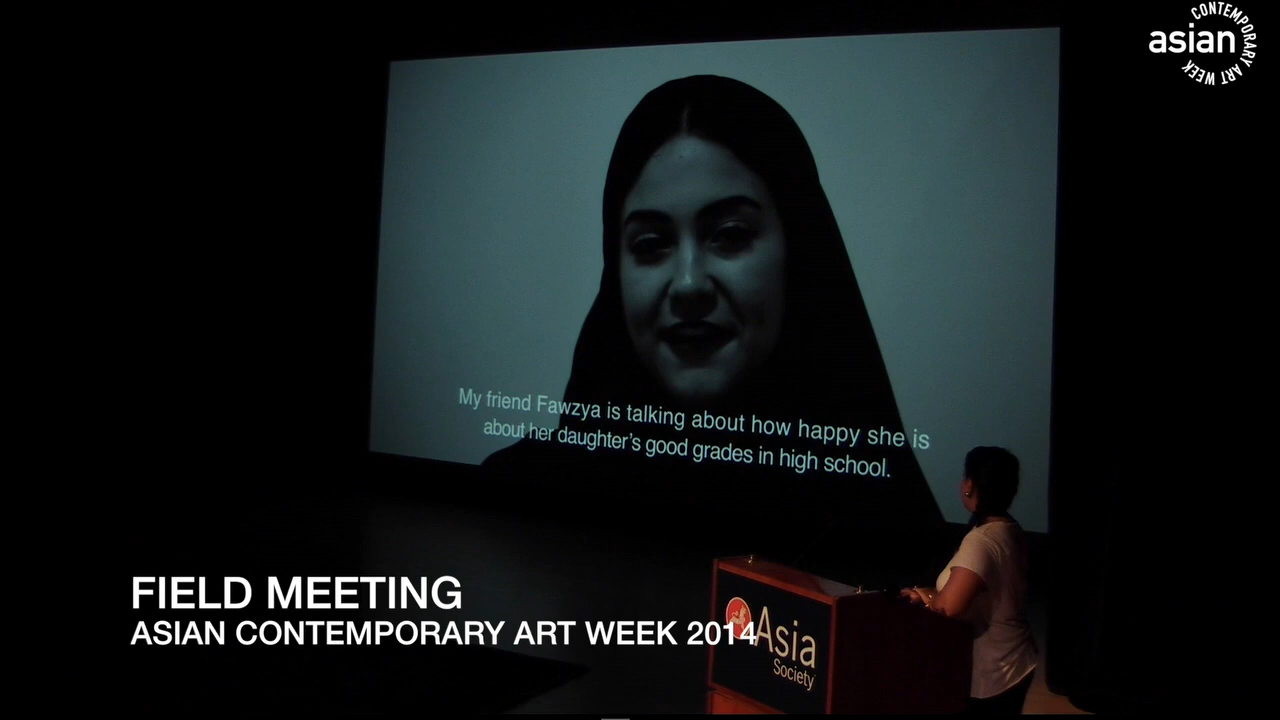 CONTEMPORARY
asian
ART WEEK
My friend Fawzya is talking about how happy she is
about her daughter's good grades in high school.
FIELD MEETING
ASIAN CONTEMPORARY ART WEEK 2014
Asia
Society